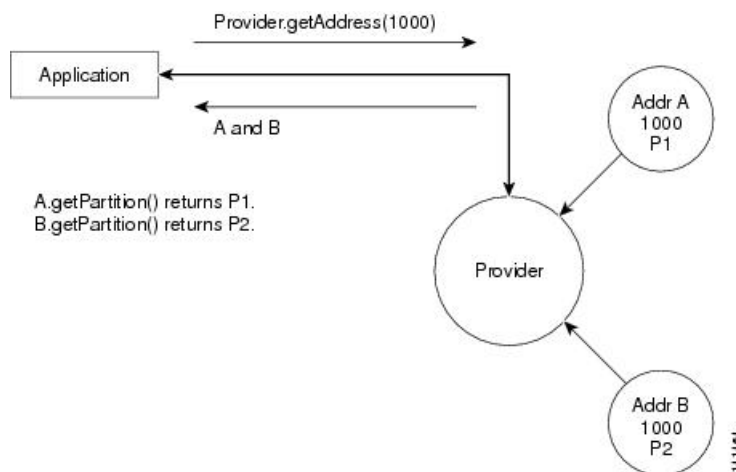 Provider.getAddress(1000)
Application
A and B
A.getPartition() returns P1.
B.getPartition() returns P2.
Addr A
1000
P1
Provider
Addr B
1000
P2